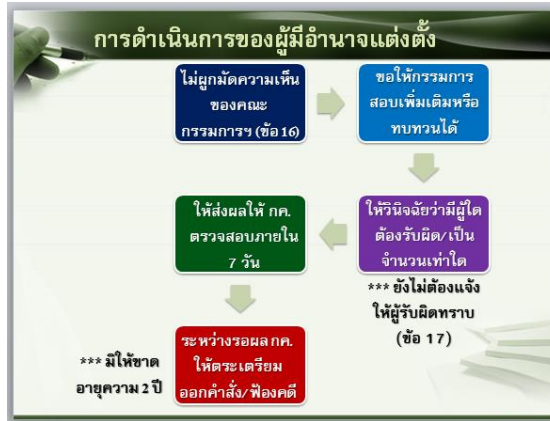 การดำเนินการของผู้มีอำนาจแต่งตั้ง
ไม่ผูกมัดความเห็น
ของคณะ
กรรมการฯ (ข้อ 16)
ขอให้กรรมการ
สอบเพิ่มเติมหรือ
ทบทวนได้
ให้วินิจฉัยว่ามีผู้ใด
ต้องรับผิด/เป็น
จำนวนเท่าใด
*** ยังไม่ต้องแจ้ง
ให้ผู้รับผิดทราบ
(ข้อ 17)
ให้ส่งผลให้ กค.
ตรวจสอบภายใน
7 วัน
ระหว่างรอผล กค.
ให้ตระเตรียม
ออกคำสั่ง/ฟ้องคดี
*** มิให้ขาด
อายุความ 2 ปี